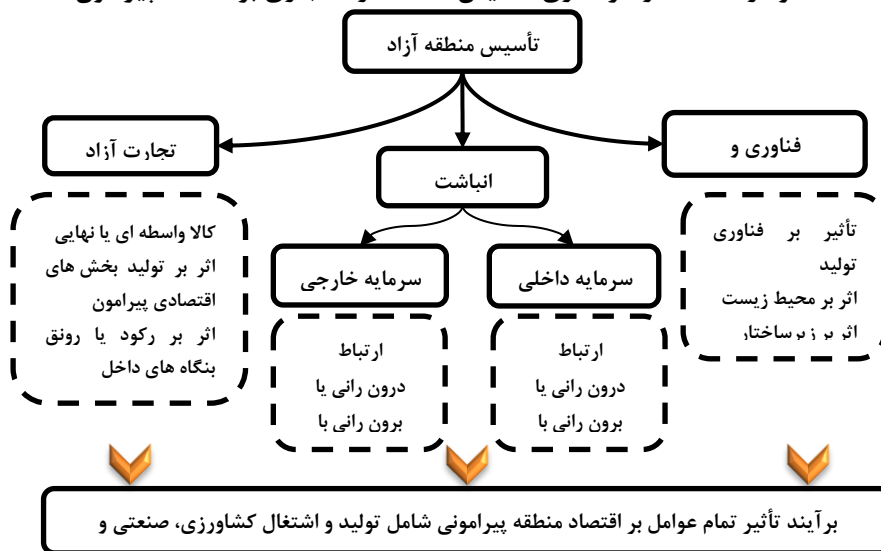 تأسیس منطقه آزاد
فناوری و
تجارت آزاد
انباشت
تأثیر بر فناوری
تولید
اثر بر محیط زیست
اثر بر زیرساختار
کالا واسطه ای یا نهایی
اثر بر تولید بخش های
اقتصادی پیرامون
اثر بر رکود یا رونق
بنگاه های داخل
سرمایه داخلی
سرمایه خارجی
ارتباط
درون رانی یا
برون رانی با
ارتباط
درون رانی یا
برون رانی با
برآیند تأثیر تمام عوامل بر اقتصاد منطقه پیرامونی شامل تولید و اشتغال کشاورزی، صنعتی و